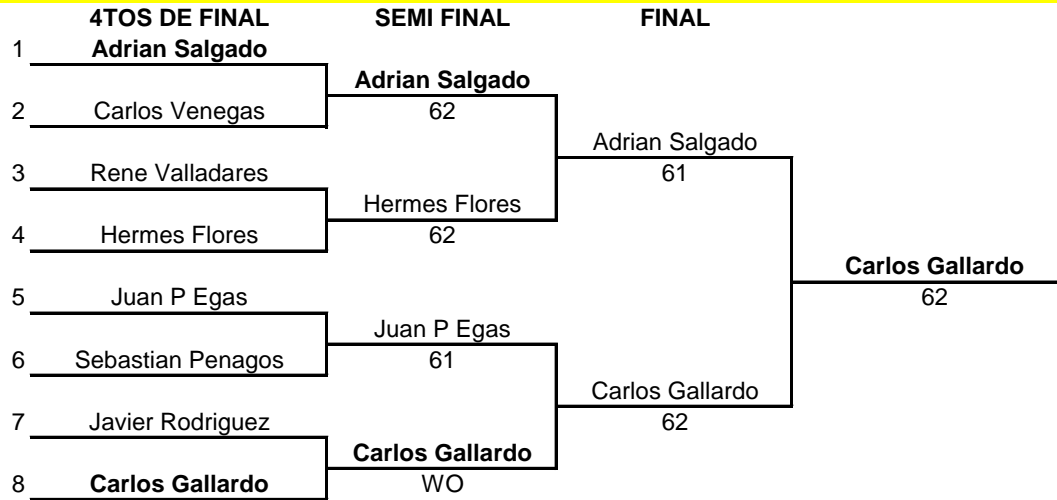 4TOS DE FINAL SEMI FINAL FINAL
1 Adrian Salgado
Adrian Salgado
2 Carlos Venegas 62
Adrian Salgado
3 Rene Valladares 61
Hermes Flores
4 Hermes Flores 62
Carlos Gallardo
5 Juan P Egas 62
Juan P Egas
6 Sebastian Penagos 61
Carlos Gallardo
7 Javier Rodriguez 62
Carlos Gallardo
8 Carlos Gallardo WO